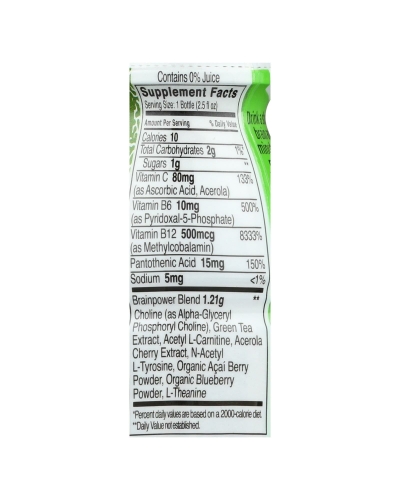 Contains 0% Juice
Supplement Facts
Serving Size: 1 Bottle (2.5 fl oz)
Amount Per Serving % Daily Value
Calories 10
Total Carbohydrates 2g 1%*
Sugars 1g **
Vitamin C 80mg 133%
(as Ascorbic Acid, Acerola)
Vitamin B6 10mg 500%
(as Pyridoxal-5-Phosphate)
Vitamin B12 500mcg 8333%
(as Methylcobalamin)
Pantothenic Acid 15mg 150%
Sodium 5mg <1%
Brainpower Blend 1.21g **
Choline (as Alpha-Glyceryl
Phosphoryl Choline), Green Tea
Extract, Acetyl L-Carnitine, Acerola
Cherry Extract, N-Acetyl
L-Tyrosine, Organic Açai Berry
Powder, Organic Blueberry
Powder, L-Theanine
*Percent daily values are based on a 2000-calorie diet.
**Daily Value not established.
Drink